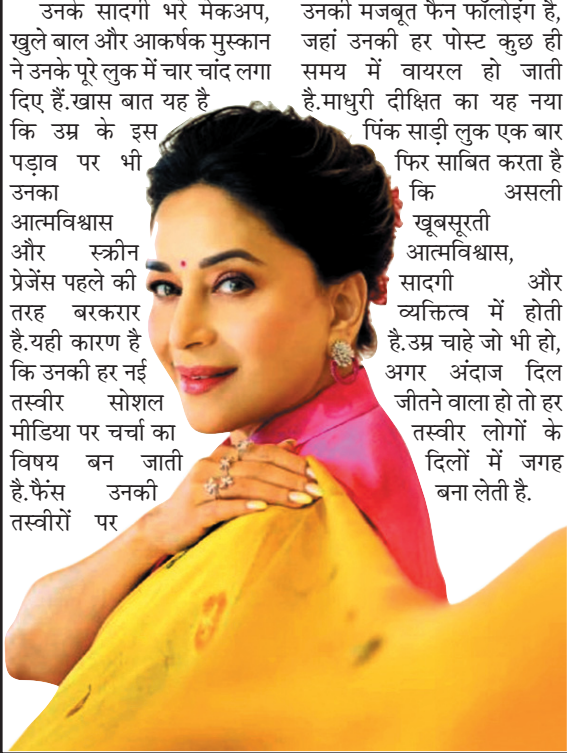 उनके सादगी भरे मेकअप,
खुले बाल और आकर्षक मुस्कान
ने उनके पूरे लुक में चार चांद लगा
दिए हैं.खास बात यह है
कि उम्र के इस
पड़ाव पर भी
उनका
आत्मविश्वास
और स्क्रीन
प्रेजेंस पहले की
तरह बरकरार
है.यही कारण है
कि उनकी हर नई
तस्वीर सोशल
मीडिया पर चर्चा का
विषय बन जाती
है.फैंस उनकी
तस्वीरों पर
उनकी मजबूत फैन फॉलोइंग है,
जहां उनकी हर पोस्ट कुछ ही
समय में वायरल हो जाती
है.माधुरी दीक्षित का यह नया
पिंक साड़ी लुक एक बार
फिर साबित करता है
कि असली
खूबसूरती
आत्मविश्वास,
सादगी और
व्यक्तित्व में होती
है.उम्र चाहे जो भी हो,
अगर अंदाज दिल
जीतने वाला हो तो हर
तस्वीर लोगों के
दिलों में जगह
बना लेती है.